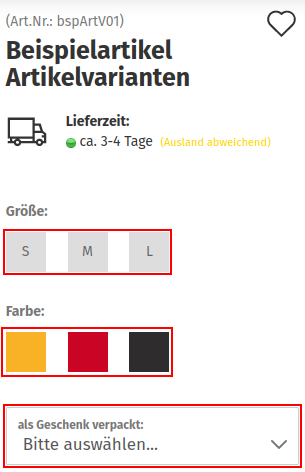 (Art.Nr.: bspArtV01)
Beispielartikel
Artikelvarianten
Lieferzeit:
ca. 3-4 Tage (Ausland abweichend)
Größe:
S M L
Farbe:
als Geschenk verpackt:
Bitte auswählen...